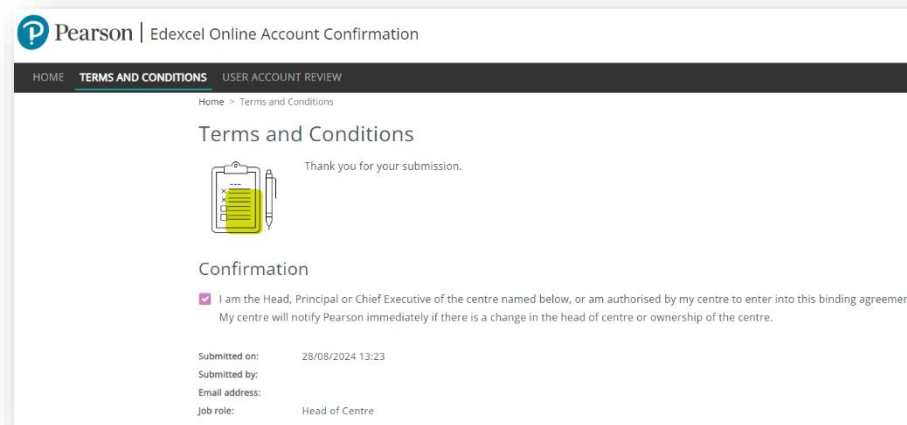 Pearson | Edexcel Online Account Confirmation
HOME TERMS AND CONDITIONS USER ACCOUNT REVIEW
Home > Terms and Conditions
Terms and Conditions
Thank you for your submission.
Confirmation
I am the Head, Principal or Chief Executive of the centre named below, or am authorised by my centre to enter into this binding agreemen
My centre will notify Pearson immediately if there is a change in the head of centre or ownership of the centre.
Submitted on: 28/08/2024 13:23
Submitted by:
Email address:
Job role: Head of Centre